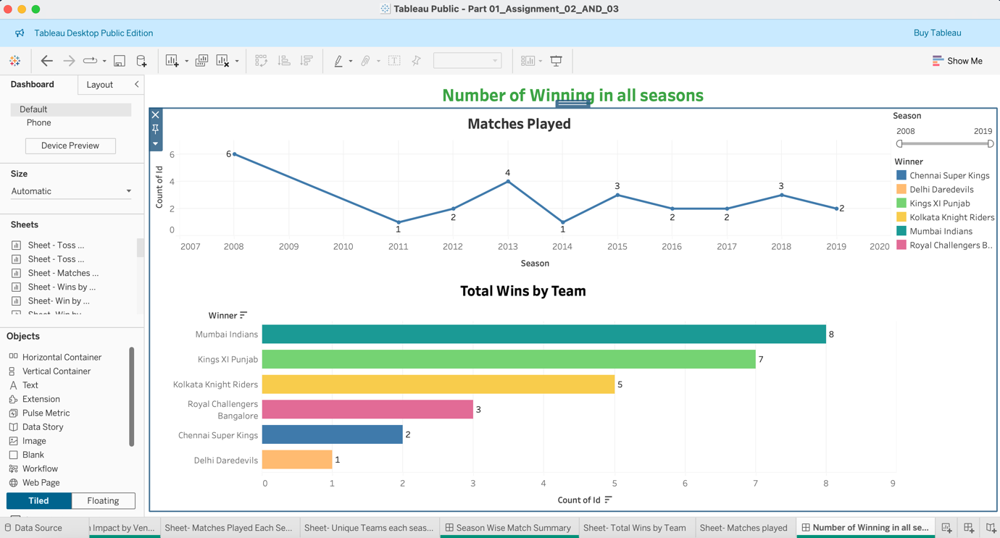 Tableau Public - Part 01_Assignment_02_AND_03
Tableau Desktop Public Edition
Buy Tableau
Show Me
Dashboard
Layout
Default
Phone
Device Preview
Size
Automatic
Sheets
Sheet - Toss ...
Sheet - Toss ...
Sheet - Matches ...
Sheet - Wins by ...
Sheet- Win by ...
Sheet- Win by
Objects
Horizontal Container
Vertical Container
Text
Extension
Pulse Metric
Data Story
Image
Blank
Workflow
Web Page
Tiled
Floating
Number of Winning in all seasons
Matches Played
Count of Id
6
4
2
0
6
1
2
4
1
3
2
2
3
2
2007 2008 2009 2010 2011 2012 2013 2014 2015 2016 2017 2018 2019 2020
Season
Season
2008 2019
Winner
Chennai Super Kings
Delhi Daredevils
Kings XI Punjab
Kolkata Knight Riders
Mumbai Indians
Royal Challengers B..
Total Wins by Team
Winner
Mumbai Indians 8
Kings XI Punjab 7
Kolkata Knight Riders 5
Royal Challengers
Bangalore 3
Chennai Super Kings 2
Delhi Daredevils 1
0 1 2 3 4 5 6 7 8 9
Count of Id
Data Source
Impact by Ven...
Sheet- Matches Played Each Se...
Sheet- Unique Teams each seas...
Season Wise Match Summary
Sheet- Total Wins by Team
Sheet- Matches played
Number of Winning in all se...